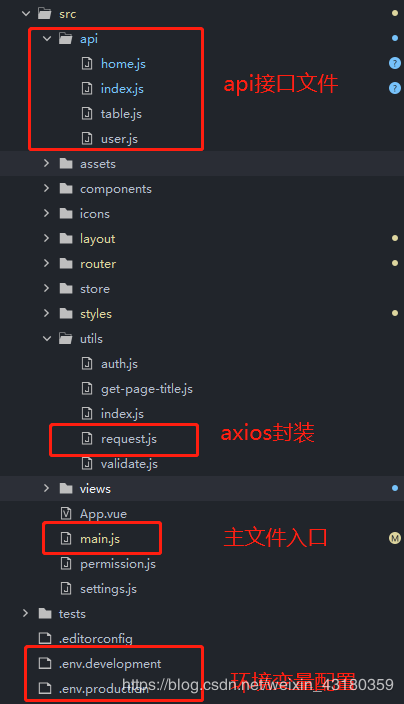 src
api
home.js
index.js
table.js
user.js
api接口文件
assets
components
icons
layout
router
store
styles
utils
auth.js
get-page-title.js
index.js
request.js
axios封装
validate.js
views
App.vue
main.js
主文件入口
M
permission.js
settings.js
tests
.editorconfig
.env.development
.env.production
环境变量配置
https://blog.csdn.net/weixin_43180359